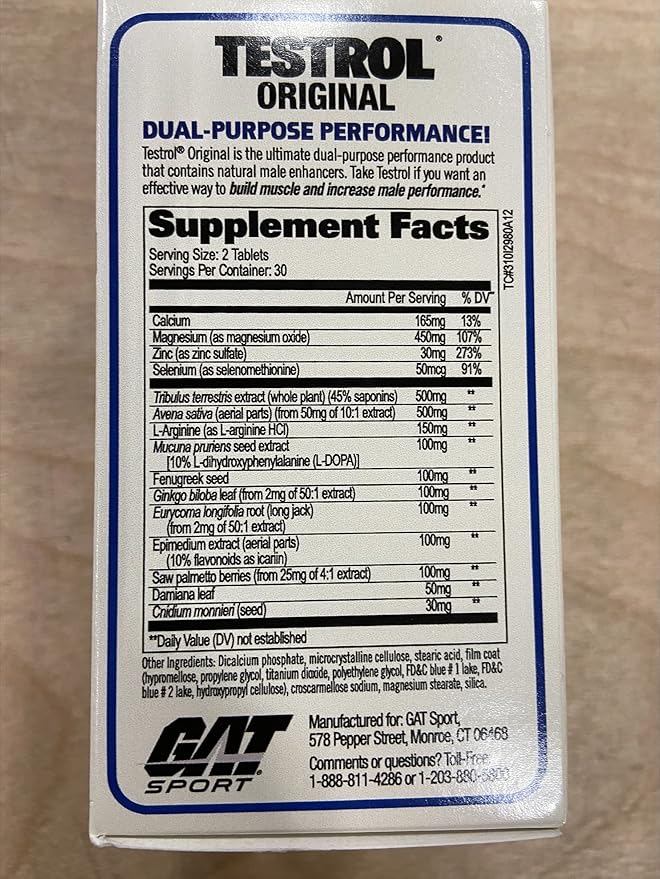 TESTROL®
ORIGINAL
DUAL-PURPOSE PERFORMANCE!
Testrol® Original is the ultimate dual-purpose performance product
that contains natural male enhancers. Take Testrol if you want an
effective way to build muscle and increase male performance.*
Supplement Facts
Serving Size: 2 Tablets
Servings Per Container: 30
Amount Per Serving % DV**
Calcium 165mg 13%
Magnesium (as magnesium oxide) 450mg 107%
Zinc (as zinc sulfate) 30mg 273%
Selenium (as selenomethionine) 50mcg 91%
Tribulus terrestris extract (whole plant) (45% saponins) 500mg **
Avena sativa (aerial parts) (from 50mg of 10:1 extract) 500mg **
L-Arginine (as L-arginine HCl) 150mg **
Mucuna pruriens seed extract 100mg **
[10% L-dihydroxyphenylalanine (L-DOPA)]
Fenugreek seed 100mg **
Ginkgo biloba leaf (from 2mg of 50:1 extract) 100mg **
Eurycoma longifolia root (long jack) 100mg **
(from 2mg of 50:1 extract)
Epimedium extract (aerial parts) 100mg **
(10% flavonoids as icariin)
Saw palmetto berries (from 25mg of 4:1 extract) 100mg **
Damiana leaf 50mg **
Cnidium monnieri (seed) 30mg **
**Daily Value (DV) not established
TC#310I2980A12
Other Ingredients: Dicalcium phosphate, microcrystalline cellulose, stearic acid, film coat
(hypromellose, propylene glycol, titanium dioxide, polyethylene glycol, FD&C blue # 1 lake, FD&C
blue # 2 lake, hydroxypropyl cellulose), croscarmellose sodium, magnesium stearate, silica.
GAT
SPORT®
Manufactured for: GAT Sport,
578 Pepper Street, Monroe, CT 06468
Comments or questions? Toll-Free
1-888-811-4286 or 1-203-880-